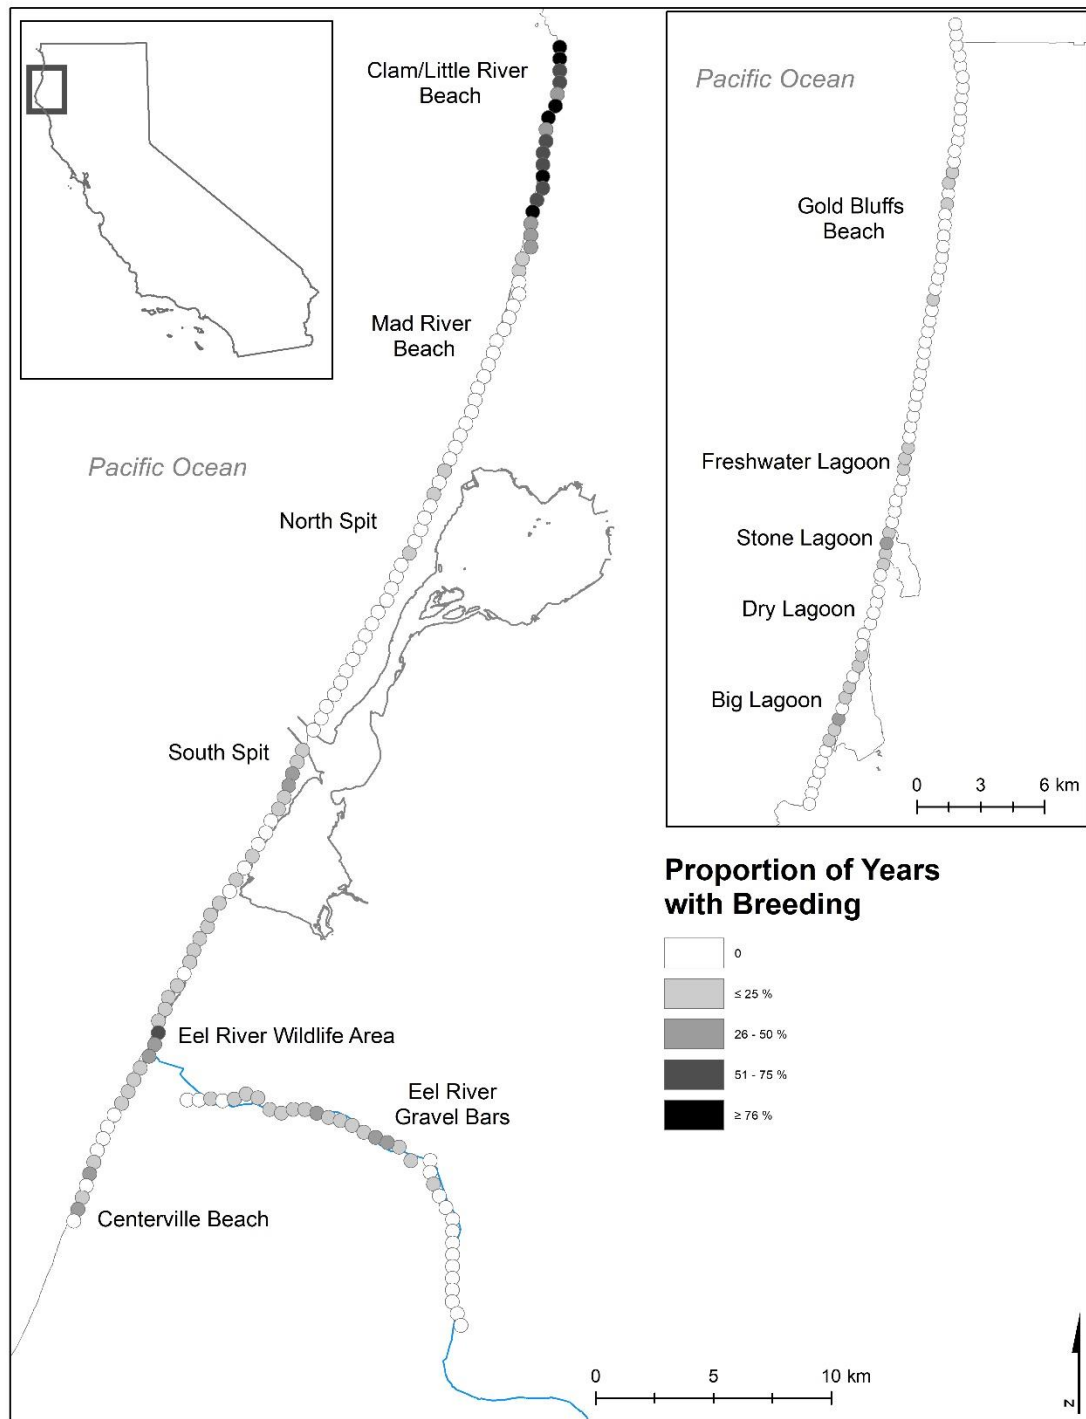 Clam/Little River
Beach
Pacific Ocean
Gold Bluffs
Beach
Mad River
Beach
Pacific Ocean
Freshwater Lagoon
North Spit
Stone Lagoon
Dry Lagoon
Big Lagoon
South Spit
0 3 6 km
Proportion of Years
with Breeding
0
≤ 25 %
26 - 50 %
51 - 75 %
≥ 76 %
Eel River Wildlife Area
Eel River
Gravel Bars
Centerville Beach
0 5 10 km
N